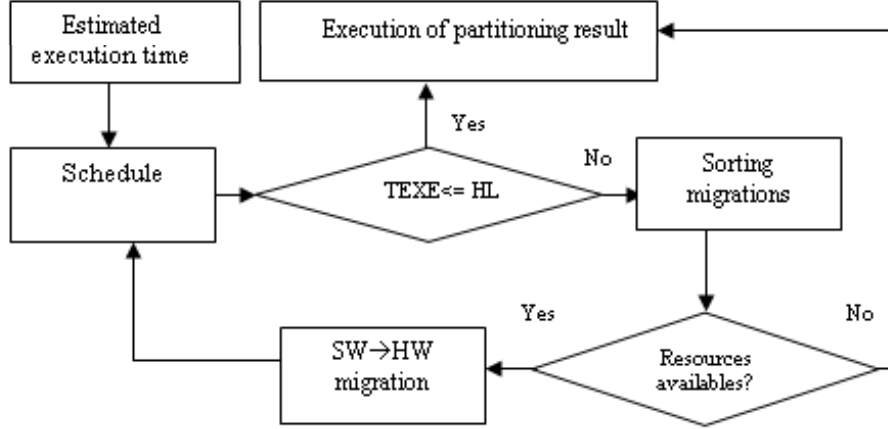 Estimated
execution time
Execution of partitioning result
Yes
Schedule
TEXE<= HL
No
Sorting
migrations
SW→HW
migration
Yes
Resources
availables?
No